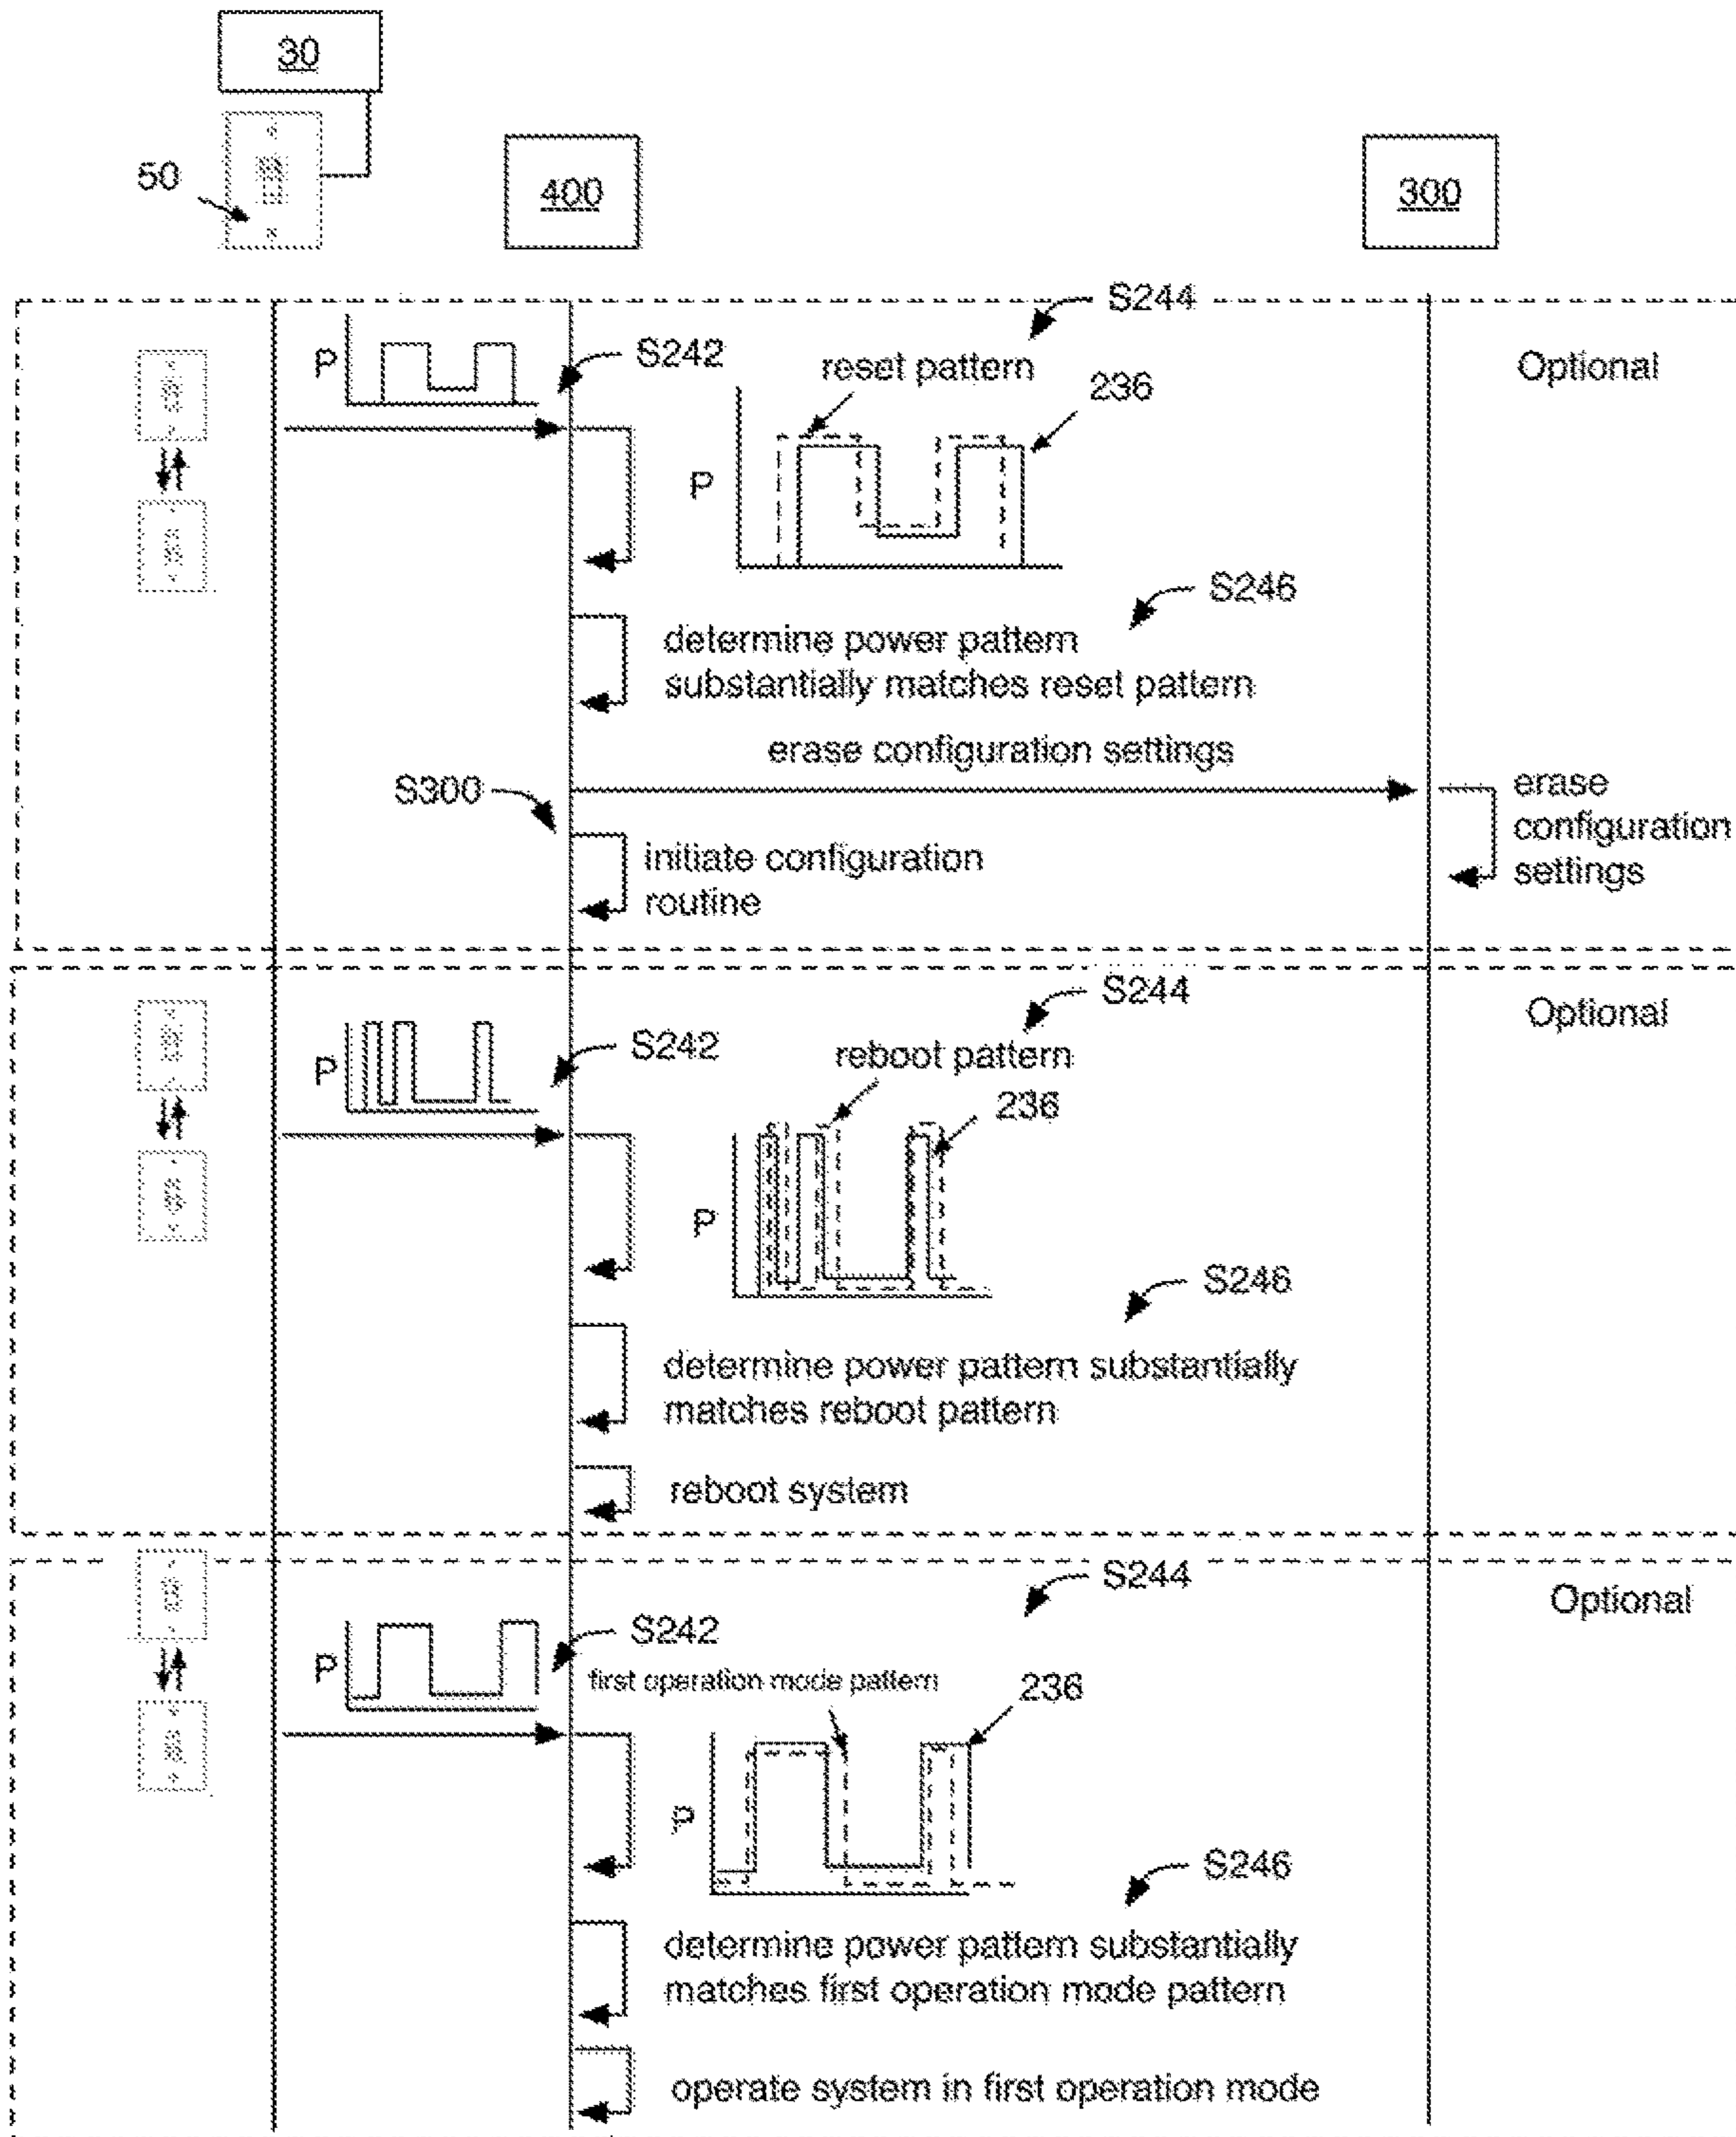 30
50
400
300
S244
P
S242
reset pattern
Optional
236
P
S246
determine power pattern
substantially matches reset pattern
erase configuration settings
S300
erase
configuration
settings
initiate configuration
routine
S244
Optional
P
S242
reboot pattern
236
P
S246
determine power pattern substantially
matches reboot pattern
reboot system
S244
Optional
P
S242
first operation mode pattern
236
P
S246
determine power pattern substantially
matches first operation mode pattern
operate system in first operation mode